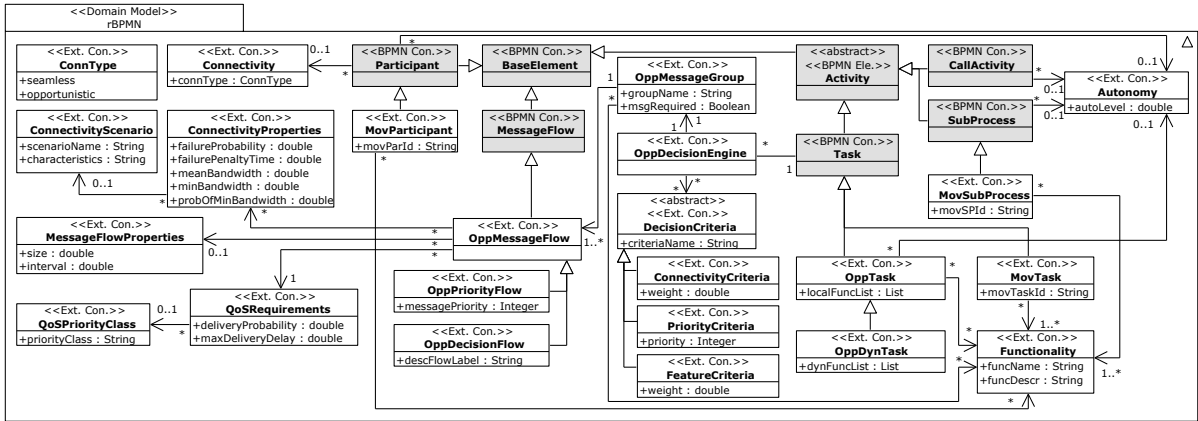 <<Domain Model>>
rBPMN
<<Ext. Con.>>
ConnType
+seamless
+opportunistic
<<Ext. Con.>>
Connectivity
+connType : ConnType
0..1
*
<<BPMN Con.>>
Participant
*
<<BPMN Con.>>
BaseElement
<<abstract>>
<<BPMN Ele.>>
Activity
<<BPMN Con.>>
CallActivity
*
0..1
0..1
<<Ext. Con.>>
Autonomy
+autoLevel : double
0..1
<<BPMN Con.>>
SubProcess
*
0..1
<<Ext. Con.>>
OppMessageGroup
+groupName : String
+msgRequired : Boolean
1
*
1
1
<<Ext. Con.>>
ConnectivityScenario
+scenarioName : String
+characteristics : String
0..1
*
<<Ext. Con.>>
ConnectivityProperties
+failureProbability : double
+failurePenaltyTime : double
+meanBandwidth : double
+minBandwidth : double
+probOfMinBandwidth : double
*
<<Ext. Con.>>
MovParticipant
+movParId : String
*
<<BPMN Con.>>
MessageFlow
<<Ext. Con.>>
OppDecisionEngine
*
*
*
1
<<BPMN Con.>>
Task
<<Ext. Con.>>
MovSubProcess
+movSPId : String
*
<<abstract>>
<<Ext. Con.>>
DecisionCriteria
+criteriaName : String
<<Ext. Con.>>
MessageFlowProperties
+size : double
+interval : double
0..1
<<Ext. Con.>>
OppMessageFlow
*
*
*
1..*
<<Ext. Con.>>
OppPriorityFlow
+messagePriority : Integer
<<Ext. Con.>>
OppDecisionFlow
+descFlowLabel : String
<<Ext. Con.>>
ConnectivityCriteria
+weight : double
<<Ext. Con.>>
PriorityCriteria
+priority : Integer
<<Ext. Con.>>
FeatureCriteria
+weight : double
<<Ext. Con.>>
OppTask
+localFuncList : List
*
*
<<Ext. Con.>>
MovTask
+movTaskId : String
*
1..*
<<Ext. Con.>>
QoSPriorityClass
+priorityClass : String
0..1
*
1
<<Ext. Con.>>
QoSRequirements
+deliveryProbability : double
+maxDeliveryDelay : double
<<Ext. Con.>>
OppDynTask
+dynFuncList : List
*
*
<<Ext. Con.>>
Functionality
+funcName : String
+funcDescr : String
1..*
*